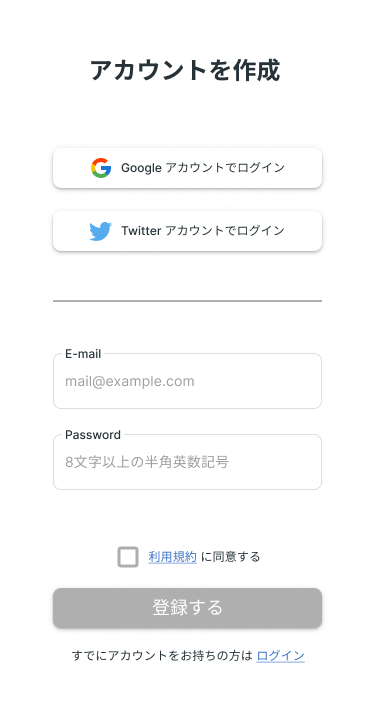 アカウントを作成
Google アカウントでログイン
Twitter アカウントでログイン
E-mail
mail@example.com
Password
8文字以上の半角英数記号
利用規約 に同意する
登録する
すでにアカウントをお持ちの方は ログイン